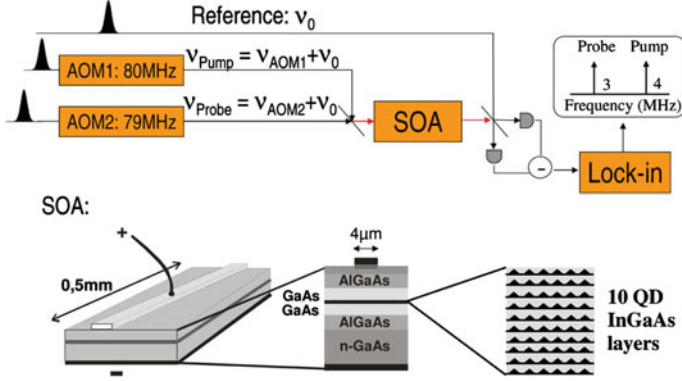 Reference: ν0
AOM1: 80MHz
νPump = νAOM1+ν0
AOM2: 79MHz
νProbe = νAOM2+ν0
SOA
-
Lock-in
Probe Pump
3 4
Frequency (MHz)
SOA:
+
0,5mm
-
4μm
AlGaAs
GaAs
GaAs
AlGaAs
n-GaAs
10 QD
InGaAs
layers